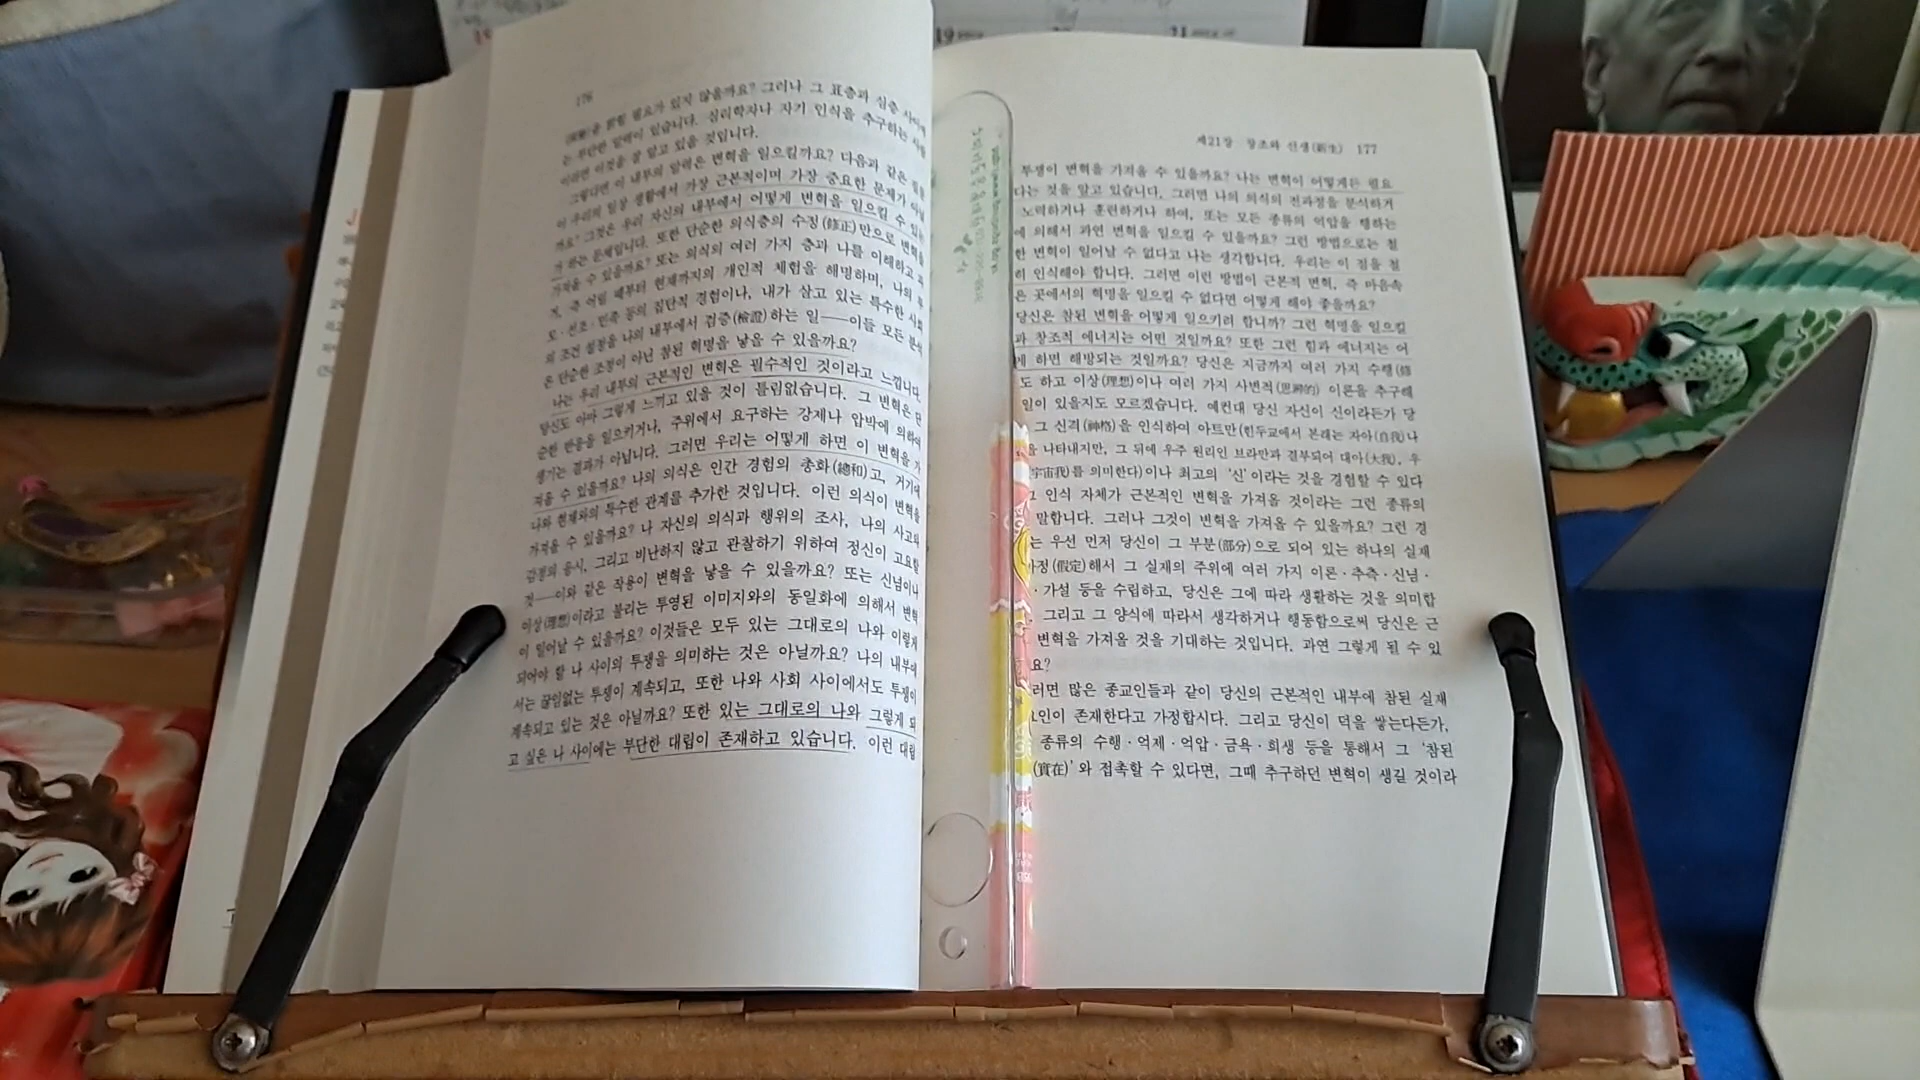 176
을 밝힐 필요가 있지 않을까요? 그러나 그 표층과 심층 사이에
는 부단한 알력이 있습니다. 심리학자나 자기 인식을 추구하는 사람
이라면 이것을 잘 알고 있을 것입니다.
그렇다면 이 내부의 알력은 변혁을 일으킬까요? 다음과 같은 질문
이 우리의 일상 생활에서 가장 근본적이며 가장 중요한 문제가 아닐
까요? 그것은 우리 자신의 내부에서 어떻게 변혁을 일으킬 수 있는
가 하는 문제입니다. 또한 단순한 의식층의 수정(修正)만으로 변혁을
가져올 수 있을까요? 또는 의식의 여러 가지 층과 나를 이해하고 과
거, 즉 어릴 때부터 현재까지의 개인적 체험을 해명하며, 나의 부
모·선조·민족 등의 집단적 경험이나, 내가 살고 있는 특수한 사회
의 조건 설정을 나의 내부에서 검증(檢證)하는 일——이들 모든 분석
은 단순한 조정이 아닌 참된 혁명을 낳을 수 있을까요?
나는 우리 내부의 근본적인 변혁은 필수적인 것이라고 느낍니다.
당신도 아마 그렇게 느끼고 있을 것이 틀림없습니다. 그 변혁은 단
순한 반응을 일으키거나, 주위에서 요구하는 강제나 압박에 의하여
생기는 결과가 아닙니다. 그러면 우리는 어떻게 하면 이 변혁을 가
져올 수 있을까요? 나의 의식은 인간 경험의 총화(總和)고, 거기에
나와 현재와의 특수한 관계를 추가한 것입니다. 이런 의식이 변혁을
가져올 수 있을까요? 나 자신의 의식과 행위의 조사, 나의 사고와
감정의 응시, 그리고 비난하지 않고 관찰하기 위하여 정신이 고요할
것——이와 같은 작용이 변혁을 낳을 수 있을까요? 또는 신념이나
이상(理想)이라고 불리는 투영된 이미지와의 동일화에 의해서 변혁
이 일어날 수 있을까요? 이것들은 모두 있는 그대로의 나와 이렇게
되어야 할 나 사이의 투쟁을 의미하는 것은 아닐까요? 나의 내부에
서는 끊임없는 투쟁이 계속되고, 또한 나와 사회 사이에서도 투쟁이
계속되고 있는 것은 아닐까요? 또한 있는 그대로의 나와 그렇게 되
고 싶은 나 사이에는 부단한 대립이 존재하고 있습니다. 이런 대립
제21장 창조와 신생(新生) 177
투쟁이 변혁을 가져올 수 있을까요? 나는 변혁이 어떻게든 필요
다는 것을 알고 있습니다. 그러면 나의 의식의 전과정을 분석하거
노력하거나 훈련하거나 하여, 또는 모든 종류의 억압을 행하는
에 의해서 과연 변혁을 일으킬 수 있을까요? 그런 방법으로는 철
한 변혁이 일어날 수 없다고 나는 생각합니다. 우리는 이 점을 철
히 인식해야 합니다. 그러면 이런 방법이 근본적 변혁, 즉 마음속
은 곳에서의 혁명을 일으킬 수 없다면 어떻게 해야 좋을까요?
당신은 참된 변혁을 어떻게 일으키려 합니까? 그런 혁명을 일으킬
과 창조적 에너지는 어떤 것일까요? 또한 그런 힘과 에너지는 어
게 하면 해방되는 것일까요? 당신은 지금까지 여러 가지 수행(修
도 하고 이상(理想)이나 여러 가지 사변적(思辨的) 이론을 추구해
일이 있을지도 모르겠습니다. 예컨대 당신 자신이 신이라든가 당
그 신격(神格)을 인식하여 아트만(힌두교에서 본래는 자아(自我)나
을 나타내지만, 그 뒤에 우주 원리인 브라만과 결부되어 대아(大我), 우
宇宙我)를 의미한다)이나 최고의 '신'이라는 것을 경험할 수 있다
그 인식 자체가 근본적인 변혁을 가져올 것이라는 그런 종류의
말합니다. 그러나 그것이 변혁을 가져올 수 있을까요? 그런 경
는 우선 먼저 당신이 그 부분(部分)으로 되어 있는 하나의 실재
가정(假定)해서 그 실재의 주위에 여러 가지 이론·추측·신념·
·가설 등을 수립하고, 당신은 그에 따라 생활하는 것을 의미합
그리고 그 양식에 따라서 생각하거나 행동함으로써 당신은 근
변혁을 가져올 것을 기대하는 것입니다. 과연 그렇게 될 수 있
요?
러면 많은 종교인들과 같이 당신의 근본적인 내부에 참된 실재
인이 존재한다고 가정합시다. 그리고 당신이 덕을 쌓는다든가,
종류의 수행·억제·억압·금욕·희생 등을 통해서 그 '참된
(實在)'와 접촉할 수 있다면, 그때 추구하던 변혁이 생길 것이라